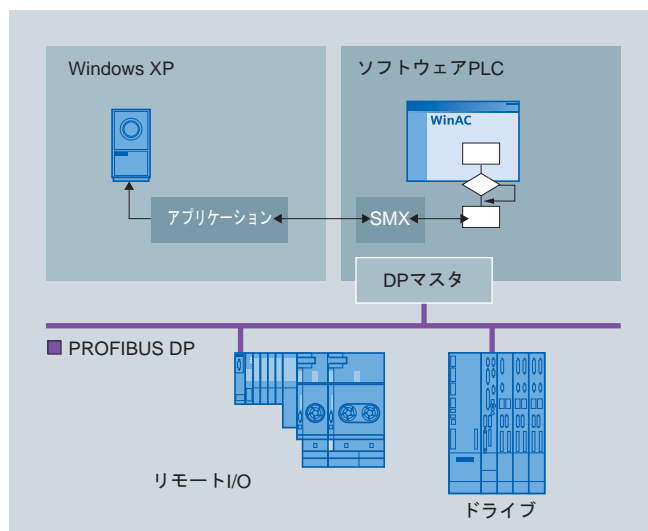 Windows XP
ソフトウェアPLC
WinAC
アプリケーション
SMX
DPマスタ
PROFIBUS DP
リモートI/O
ドライブ